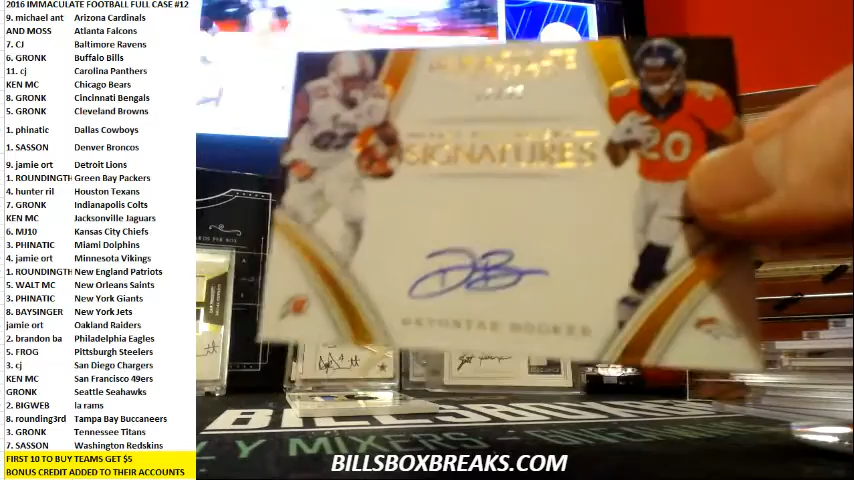 2016 IMMACULATE FOOTBALL FULL CASE #12
9. michael ant Arizona Cardinals
AND MOSS Atlanta Falcons
7. CJ Baltimore Ravens
6. GRONK Buffalo Bills
11. cj Carolina Panthers
KEN MC Chicago Bears
8. GRONK Cincinnati Bengals
5. GRONK Cleveland Browns
1. phinatic Dallas Cowboys
1. SASSON Denver Broncos
9. jamie ort Detroit Lions
1. ROUNDINGTH Green Bay Packers
4. hunter ril Houston Texans
7. GRONK Indianapolis Colts
KEN MC Jacksonville Jaguars
6. MJ10 Kansas City Chiefs
3. PHINATIC Miami Dolphins
4. jamie ort Minnesota Vikings
1. ROUNDINGTH New England Patriots
5. WALT MC New Orleans Saints
3. PHINATIC New York Giants
8. BAYSINGER New York Jets
jamie ort Oakland Raiders
2. brandon ba Philadelphia Eagles
5. FROG Pittsburgh Steelers
3. cj San Diego Chargers
KEN MC San Francisco 49ers
GRONK Seattle Seahawks
2. BIGWEB la rams
8. rounding3rd Tampa Bay Buccaneers
3. GRONK Tennessee Titans
7. SASSON Washington Redskins
FIRST 10 TO BUY TEAMS GET $5
BONUS CREDIT ADDED TO THEIR ACCOUNTS
SIGNATURES
20
DEVONTAE BOOKER
BILLSBOX
LY MIXERS
BILLSBOXBREAKS.COM